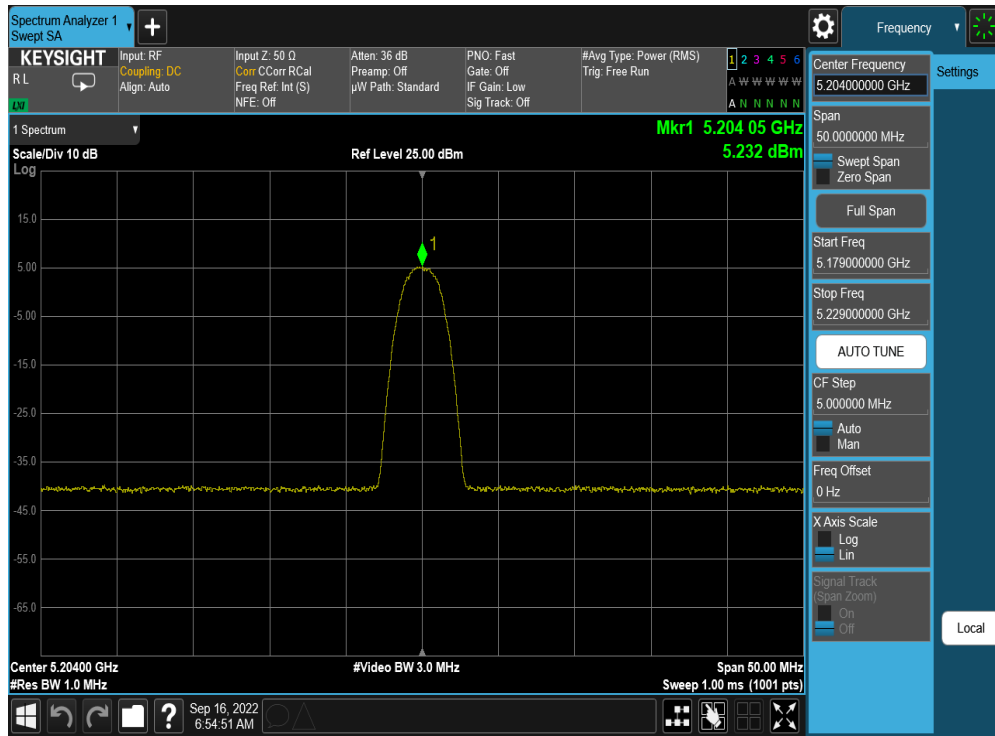 Spectrum Analyzer 1
Swept SA
Frequency
KEYSIGHT
R L
LXI
Input: RF
Coupling: DC
Align: Auto
Input Z: 50 Ω
Corr CCorr RCal
Freq Ref: Int (S)
NFE: Off
Atten: 36 dB
Preamp: Off
µW Path: Standard
PNO: Fast
Gate: Off
IF Gain: Low
Sig Track: Off
#Avg Type: Power (RMS)
Trig: Free Run
1 2 3 4 5 6
A W W W W W
A N N N N N
1 Spectrum
Mkr1 5.204 05 GHz
5.232 dBm
Scale/Div 10 dB
Ref Level 25.00 dBm
Log
1
15.0
5.00
-5.00
-15.0
-25.0
-35.0
-45.0
-55.0
-65.0
Center 5.20400 GHz
#Video BW 3.0 MHz
Span 50.00 MHz
#Res BW 1.0 MHz
Sweep 1.00 ms (1001 pts)
Center Frequency
5.204000000 GHz
Settings
Span
50.0000000 MHz
Swept Span
Zero Span
Full Span
Start Freq
5.179000000 GHz
Stop Freq
5.229000000 GHz
AUTO TUNE
CF Step
5.000000 MHz
Auto
Man
Freq Offset
0 Hz
X Axis Scale
Log
Lin
Signal Track
(Span Zoom)
On
Off
Local
?
Sep 16, 2022
6:54:51 AM